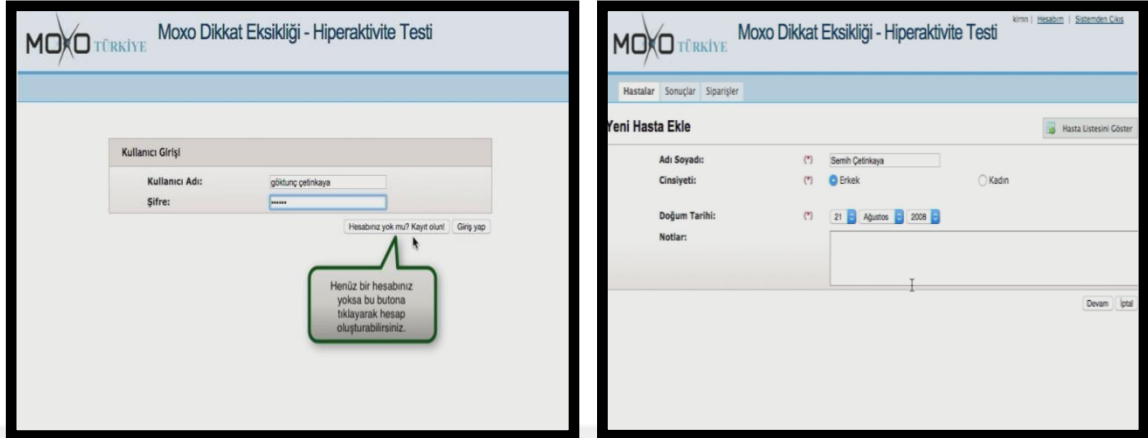 MOXO TÜRKİYE
Moxo Dikkat Eksikliği - Hiperaktivite Testi
Kullanıcı Girişi
Kullanıcı Adı: göktunç çetinkaya
Şifre: ••••••
Hesabınız yok mu? Kayıt olun! Giriş yap
Henüz bir hesabınız
yoksa bu butona
tıklayarak hesap
oluşturabilirsiniz.
kimn | Hesabım | Sistemden Çıkış
MOXO TÜRKİYE
Moxo Dikkat Eksikliği - Hiperaktivite Testi
Hastalar Sonuçlar Siparişler
Yeni Hasta Ekle
Hasta Listesini Göster
Adı Soyadı: (*) Semih Çetinkaya
Cinsiyeti: (*) Erkek Kadın
Doğum Tarihi: (*) 21 Ağustos 2008
Notlar:
Devam İptal